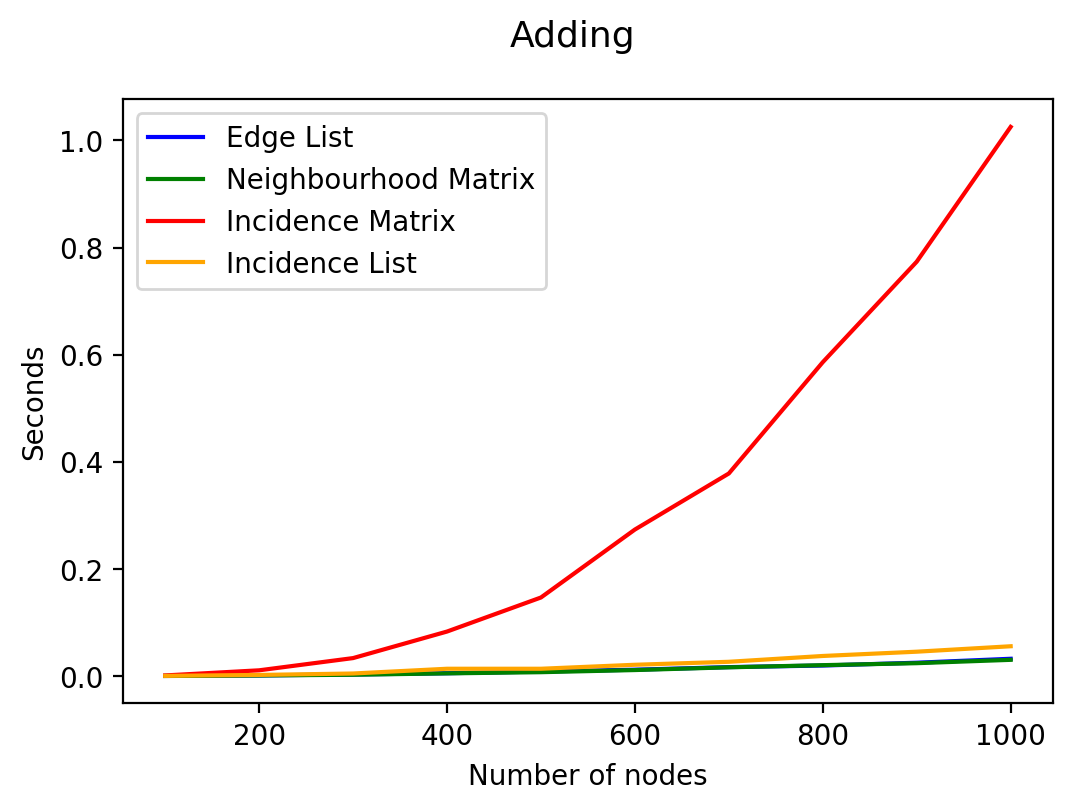 Adding
1.0
0.8
0.6
0.4
0.2
0.0
Seconds
Edge List
Neighbourhood Matrix
Incidence Matrix
Incidence List
200 400 600 800 1000
Number of nodes